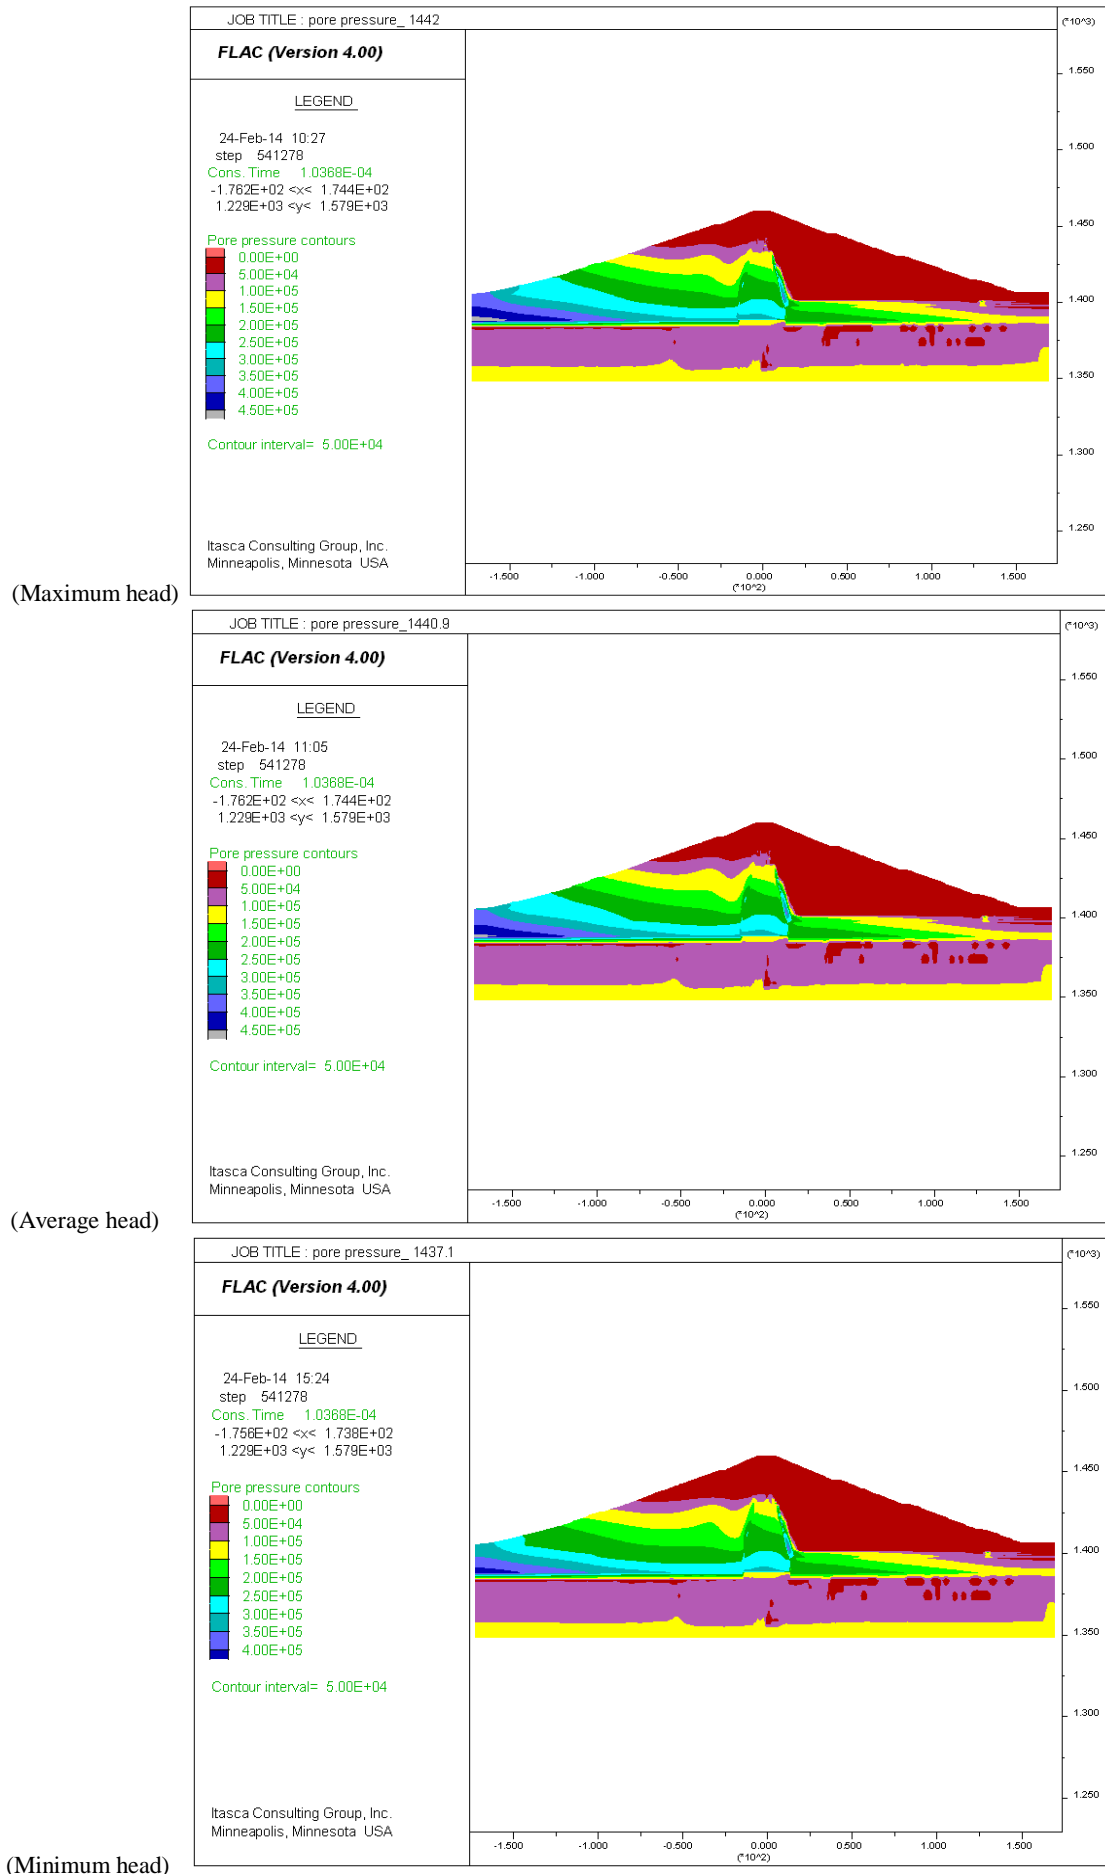 JOB TITLE : pore pressure_ 1442
(*10^3)
FLAC (Version 4.00)
LEGEND
24-Feb-14 10:27
step 541278
Cons. Time 1.0368E-04
-1.762E+02 <x< 1.744E+02
1.229E+03 <y< 1.579E+03
Pore pressure contours
0.00E+00
5.00E+04
1.00E+05
1.50E+05
2.00E+05
2.50E+05
3.00E+05
3.50E+05
4.00E+05
4.50E+05
Contour interval= 5.00E+04
Itasca Consulting Group, Inc.
Minneapolis, Minnesota USA
1.550
1.500
1.450
1.400
1.350
1.300
1.250
-1.500 -1.000 -0.500 0.000 0.500 1.000 1.500
(*10^2)
(Maximum head)
JOB TITLE : pore pressure_1440.9
(*10^3)
FLAC (Version 4.00)
LEGEND
24-Feb-14 11:05
step 541278
Cons. Time 1.0368E-04
-1.762E+02 <x< 1.744E+02
1.229E+03 <y< 1.579E+03
Pore pressure contours
0.00E+00
5.00E+04
1.00E+05
1.50E+05
2.00E+05
2.50E+05
3.00E+05
3.50E+05
4.00E+05
4.50E+05
Contour interval= 5.00E+04
Itasca Consulting Group, Inc.
Minneapolis, Minnesota USA
1.550
1.500
1.450
1.400
1.350
1.300
1.250
-1.500 -1.000 -0.500 0.000 0.500 1.000 1.500
(*10^2)
(Average head)
JOB TITLE : pore pressure_ 1437.1
(*10^3)
FLAC (Version 4.00)
LEGEND
24-Feb-14 15:24
step 541278
Cons. Time 1.0368E-04
-1.756E+02 <x< 1.738E+02
1.229E+03 <y< 1.579E+03
Pore pressure contours
0.00E+00
5.00E+04
1.00E+05
1.50E+05
2.00E+05
2.50E+05
3.00E+05
3.50E+05
4.00E+05
Contour interval= 5.00E+04
Itasca Consulting Group, Inc.
Minneapolis, Minnesota USA
1.550
1.500
1.450
1.400
1.350
1.300
1.250
-1.500 -1.000 -0.500 0.000 0.500 1.000 1.500
(*10^2)
(Minimum head)